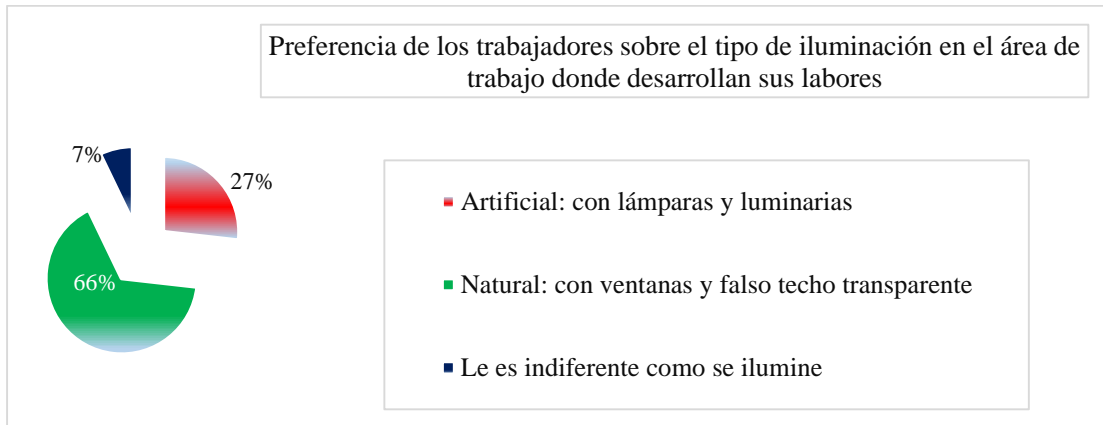 Preferencia de los trabajadores sobre el tipo de iluminación en el área de
trabajo donde desarrollan sus labores
7%
27%
66%
Artificial: con lámparas y luminarias
Natural: con ventanas y falso techo transparente
Le es indiferente como se ilumine